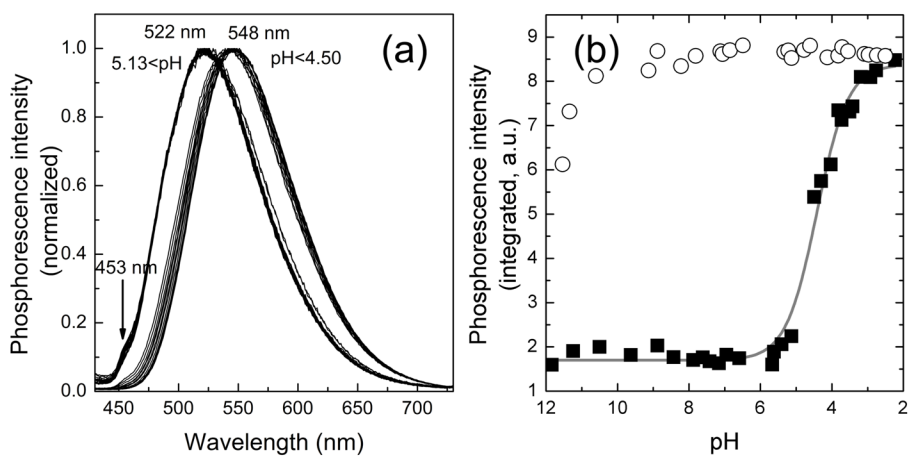 522 nm
548 nm
(a)
5.13<pH
pH<4.50
453 nm
Phosphorescence intensity
(normalized)
1.0
0.8
0.6
0.4
0.2
0.0
450 500 550 600 650 700
Wavelength (nm)
(b)
Phosphorescence intensity
(integrated, a.u.)
9
8
7
6
5
4
3
2
1
12 10 8 6 4 2
pH